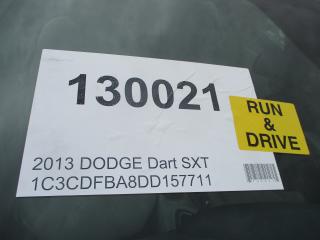 130021
RUN
&
DRIVE
2013 DODGE Dart SXT
1C3CDFBA8DD157711